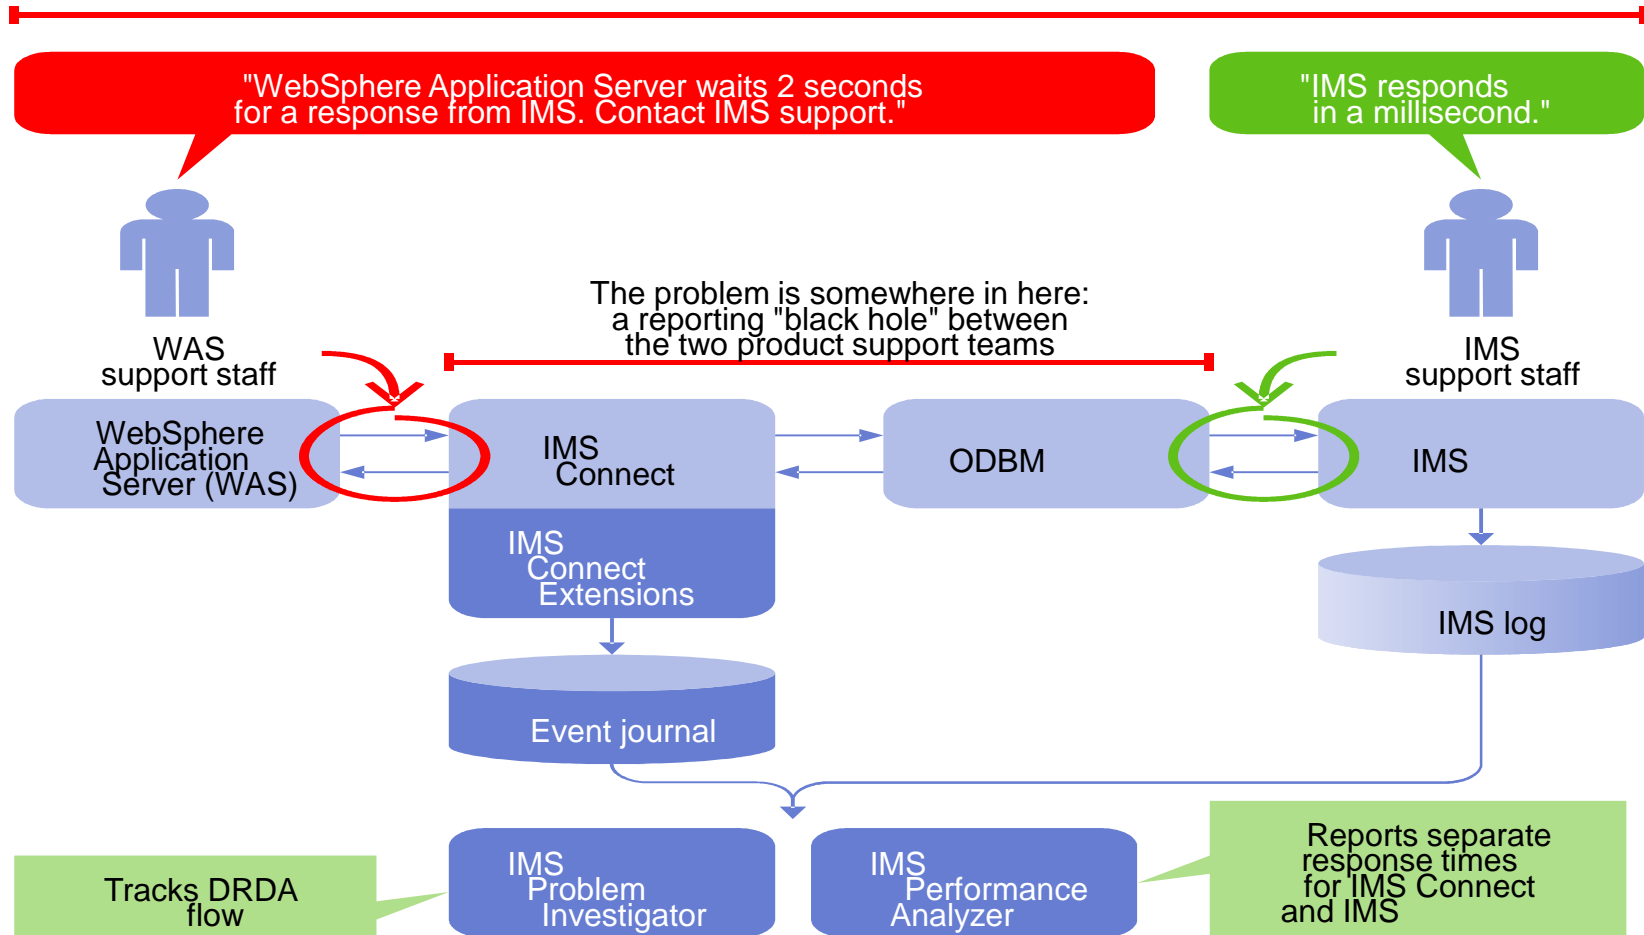 "WebSphere Application Server waits 2 seconds
for a response from IMS. Contact IMS support."
"IMS responds
in a millisecond."
The problem is somewhere in here:
a reporting "black hole" between
the two product support teams
WAS
support staff
IMS
support staff
WebSphere
Application
Server (WAS)
IMS
Connect
ODBM
IMS
IMS
Connect
Extensions
IMS log
Event journal
Tracks DRDA
flow
IMS
Problem
Investigator
IMS
Performance
Analyzer
Reports separate
response times
for IMS Connect
and IMS